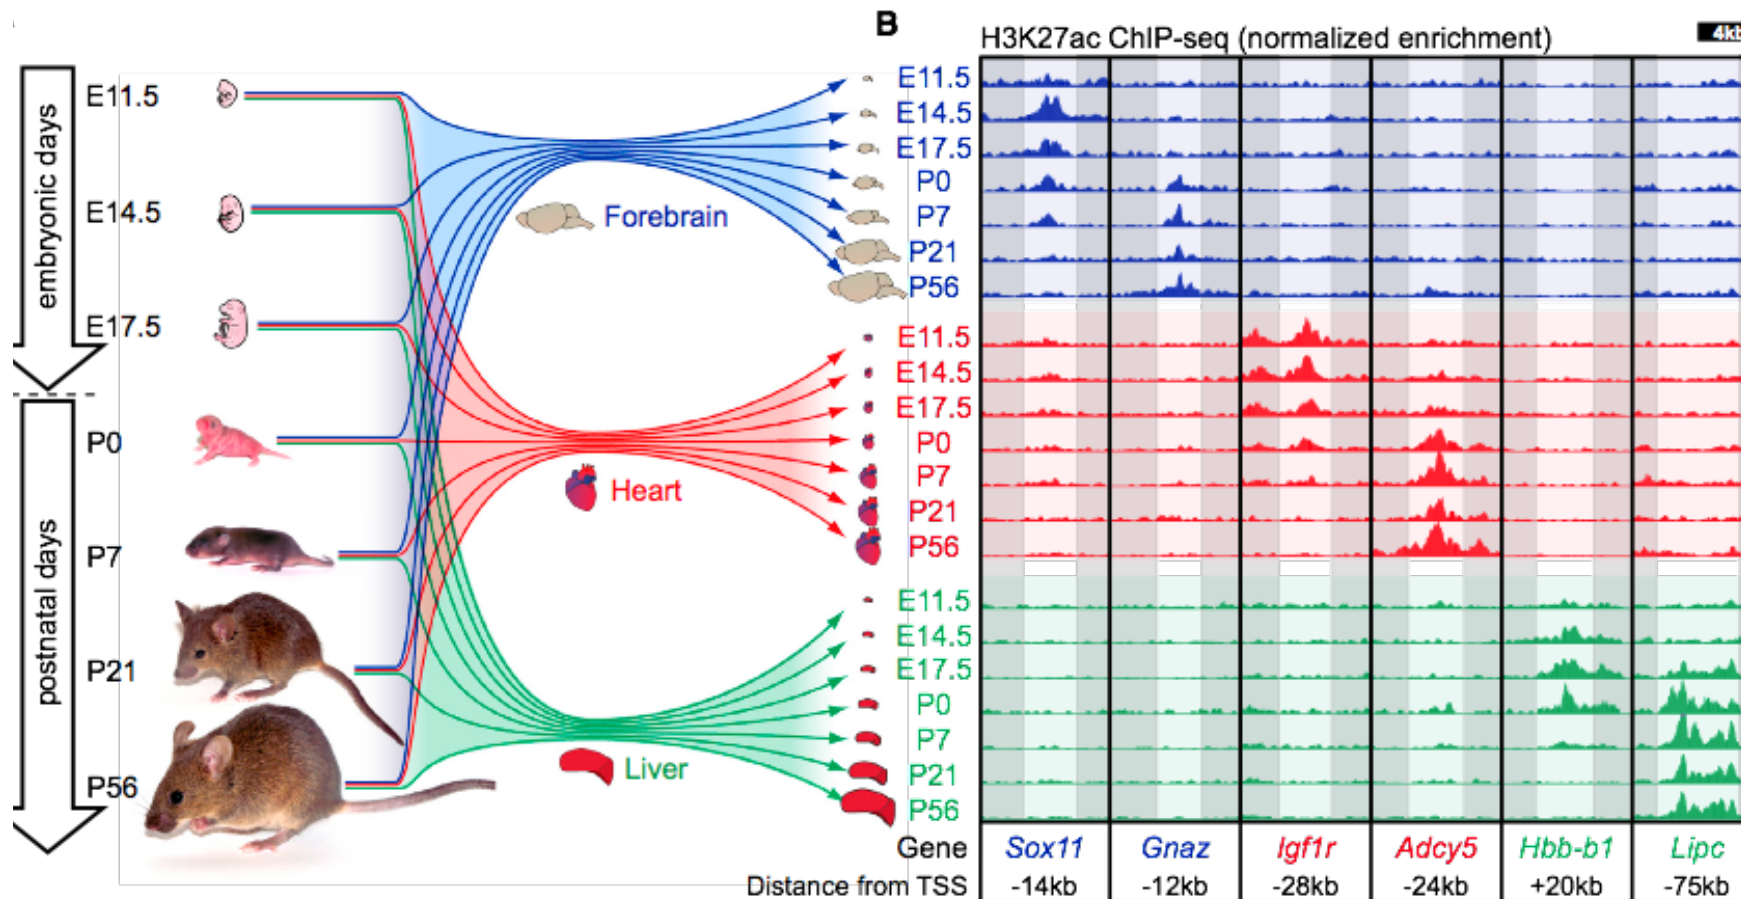 B
H3K27ac ChIP-seq (normalized enrichment)
4kb
embryonic days
postnatal days
E11.5
E14.5
E17.5
P0
P7
P21
P56
Forebrain
Heart
Liver
E11.5
E14.5
E17.5
P0
P7
P21
P56
E11.5
E14.5
E17.5
P0
P7
P21
P56
E11.5
E14.5
E17.5
P0
P7
P21
P56
Gene Sox11 Gnaz Igf1r Adcy5 Hbb-b1 Lipc
Distance from TSS -14kb -12kb -28kb -24kb +20kb -75kb